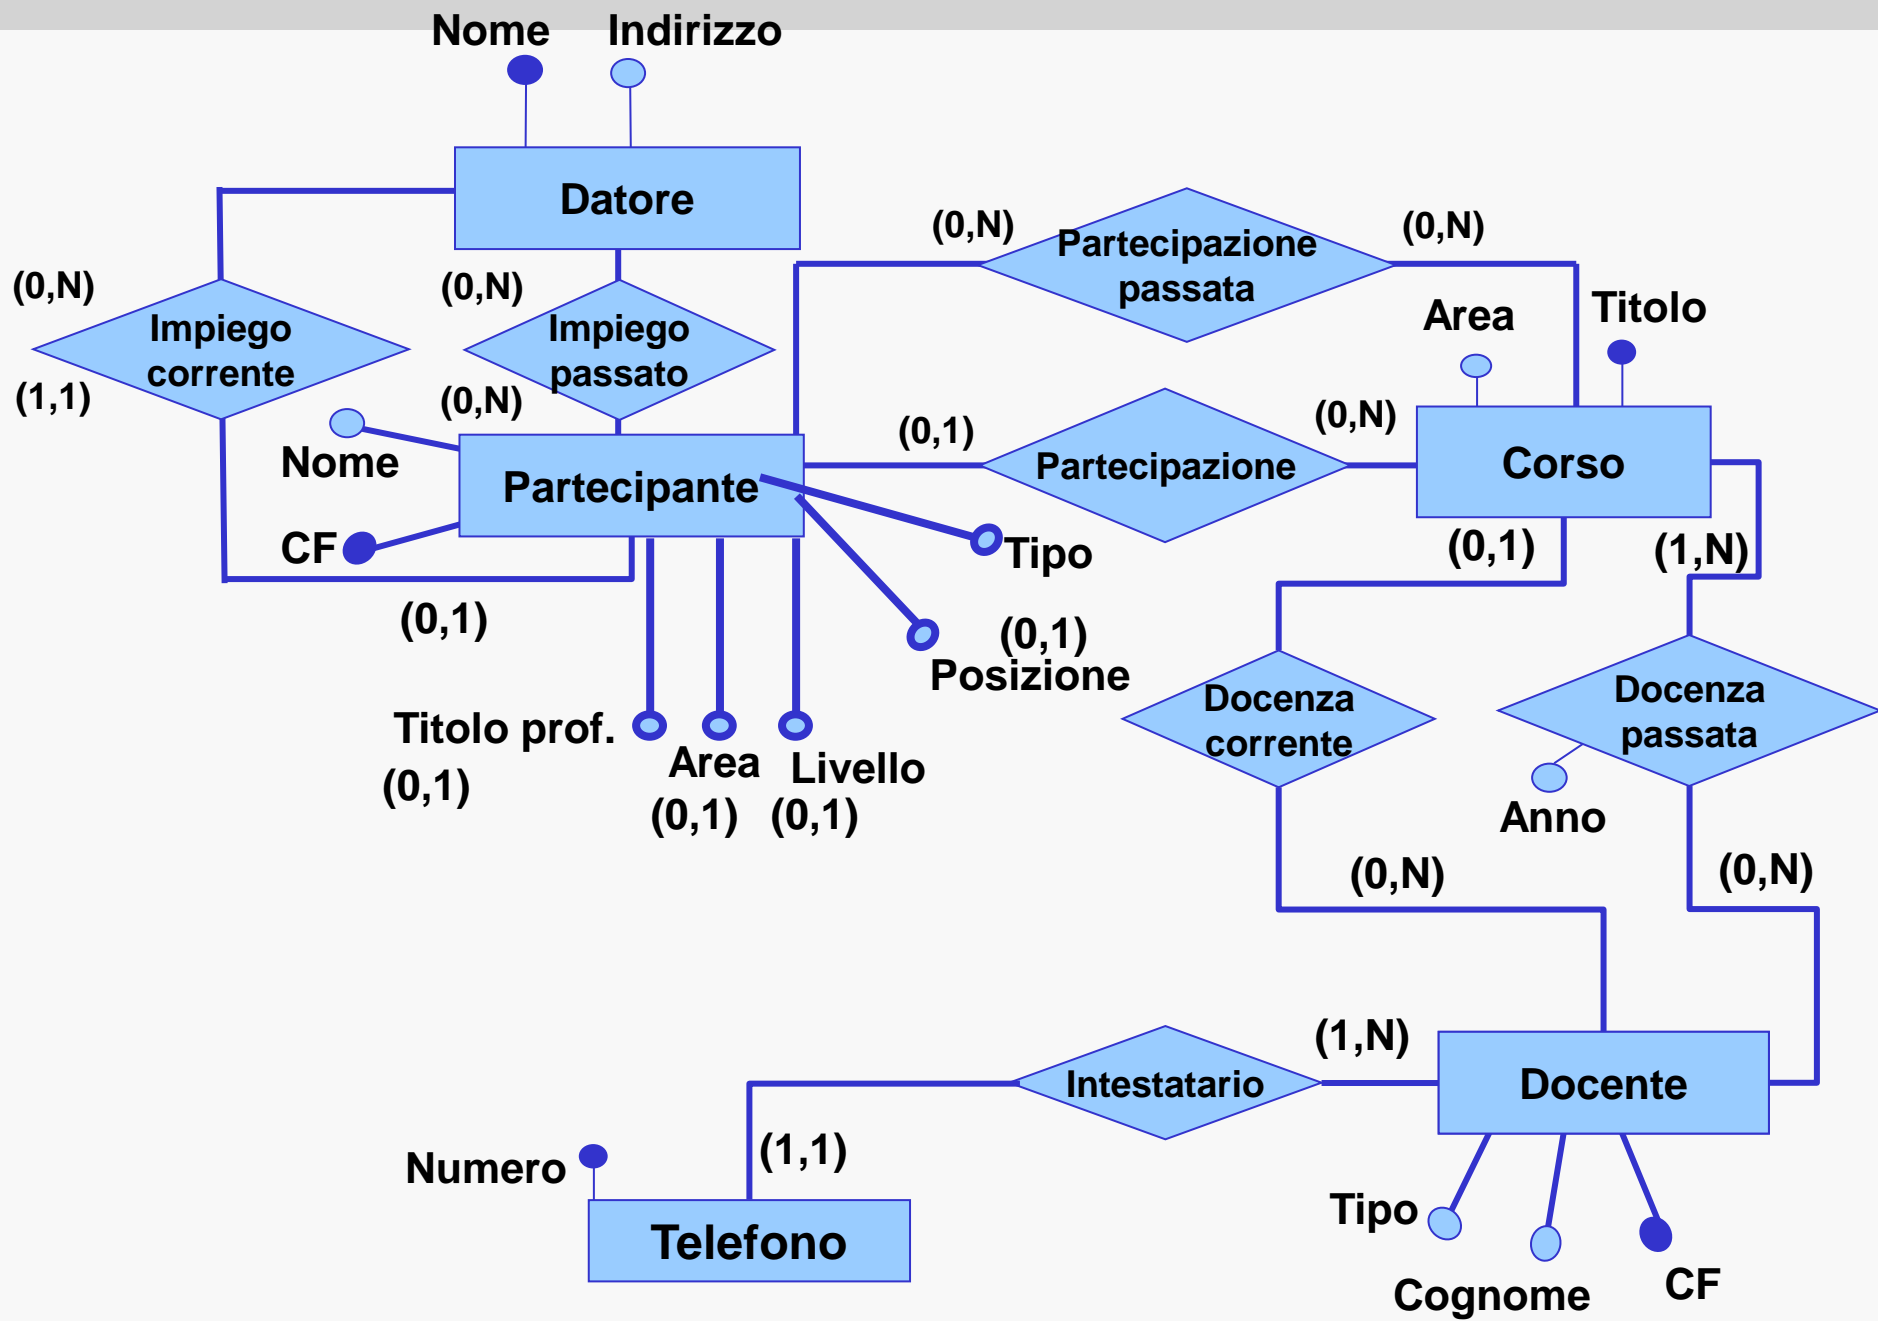 Nome Indirizzo
Datore
(0,N) (0,N)
Partecipazione
passata
(0,N)
Impiego
corrente
(1,1)
(0,N)
Impiego
passato
(0,N)
Area Titolo
Nome
Partecipante
CF
(0,1)
(0,1)
Partecipazione
(0,N)
Corso
Tipo
(0,1)
Posizione
Titolo prof.
(0,1)
Area
(0,1)
Livello
(0,1)
(0,1)
(1,N)
Docenza
corrente
Docenza
passata
Anno
(0,N)
(0,N)
(1,N)
Intestatario
Docente
(1,1)
Numero
Telefono
Tipo
Cognome
CF